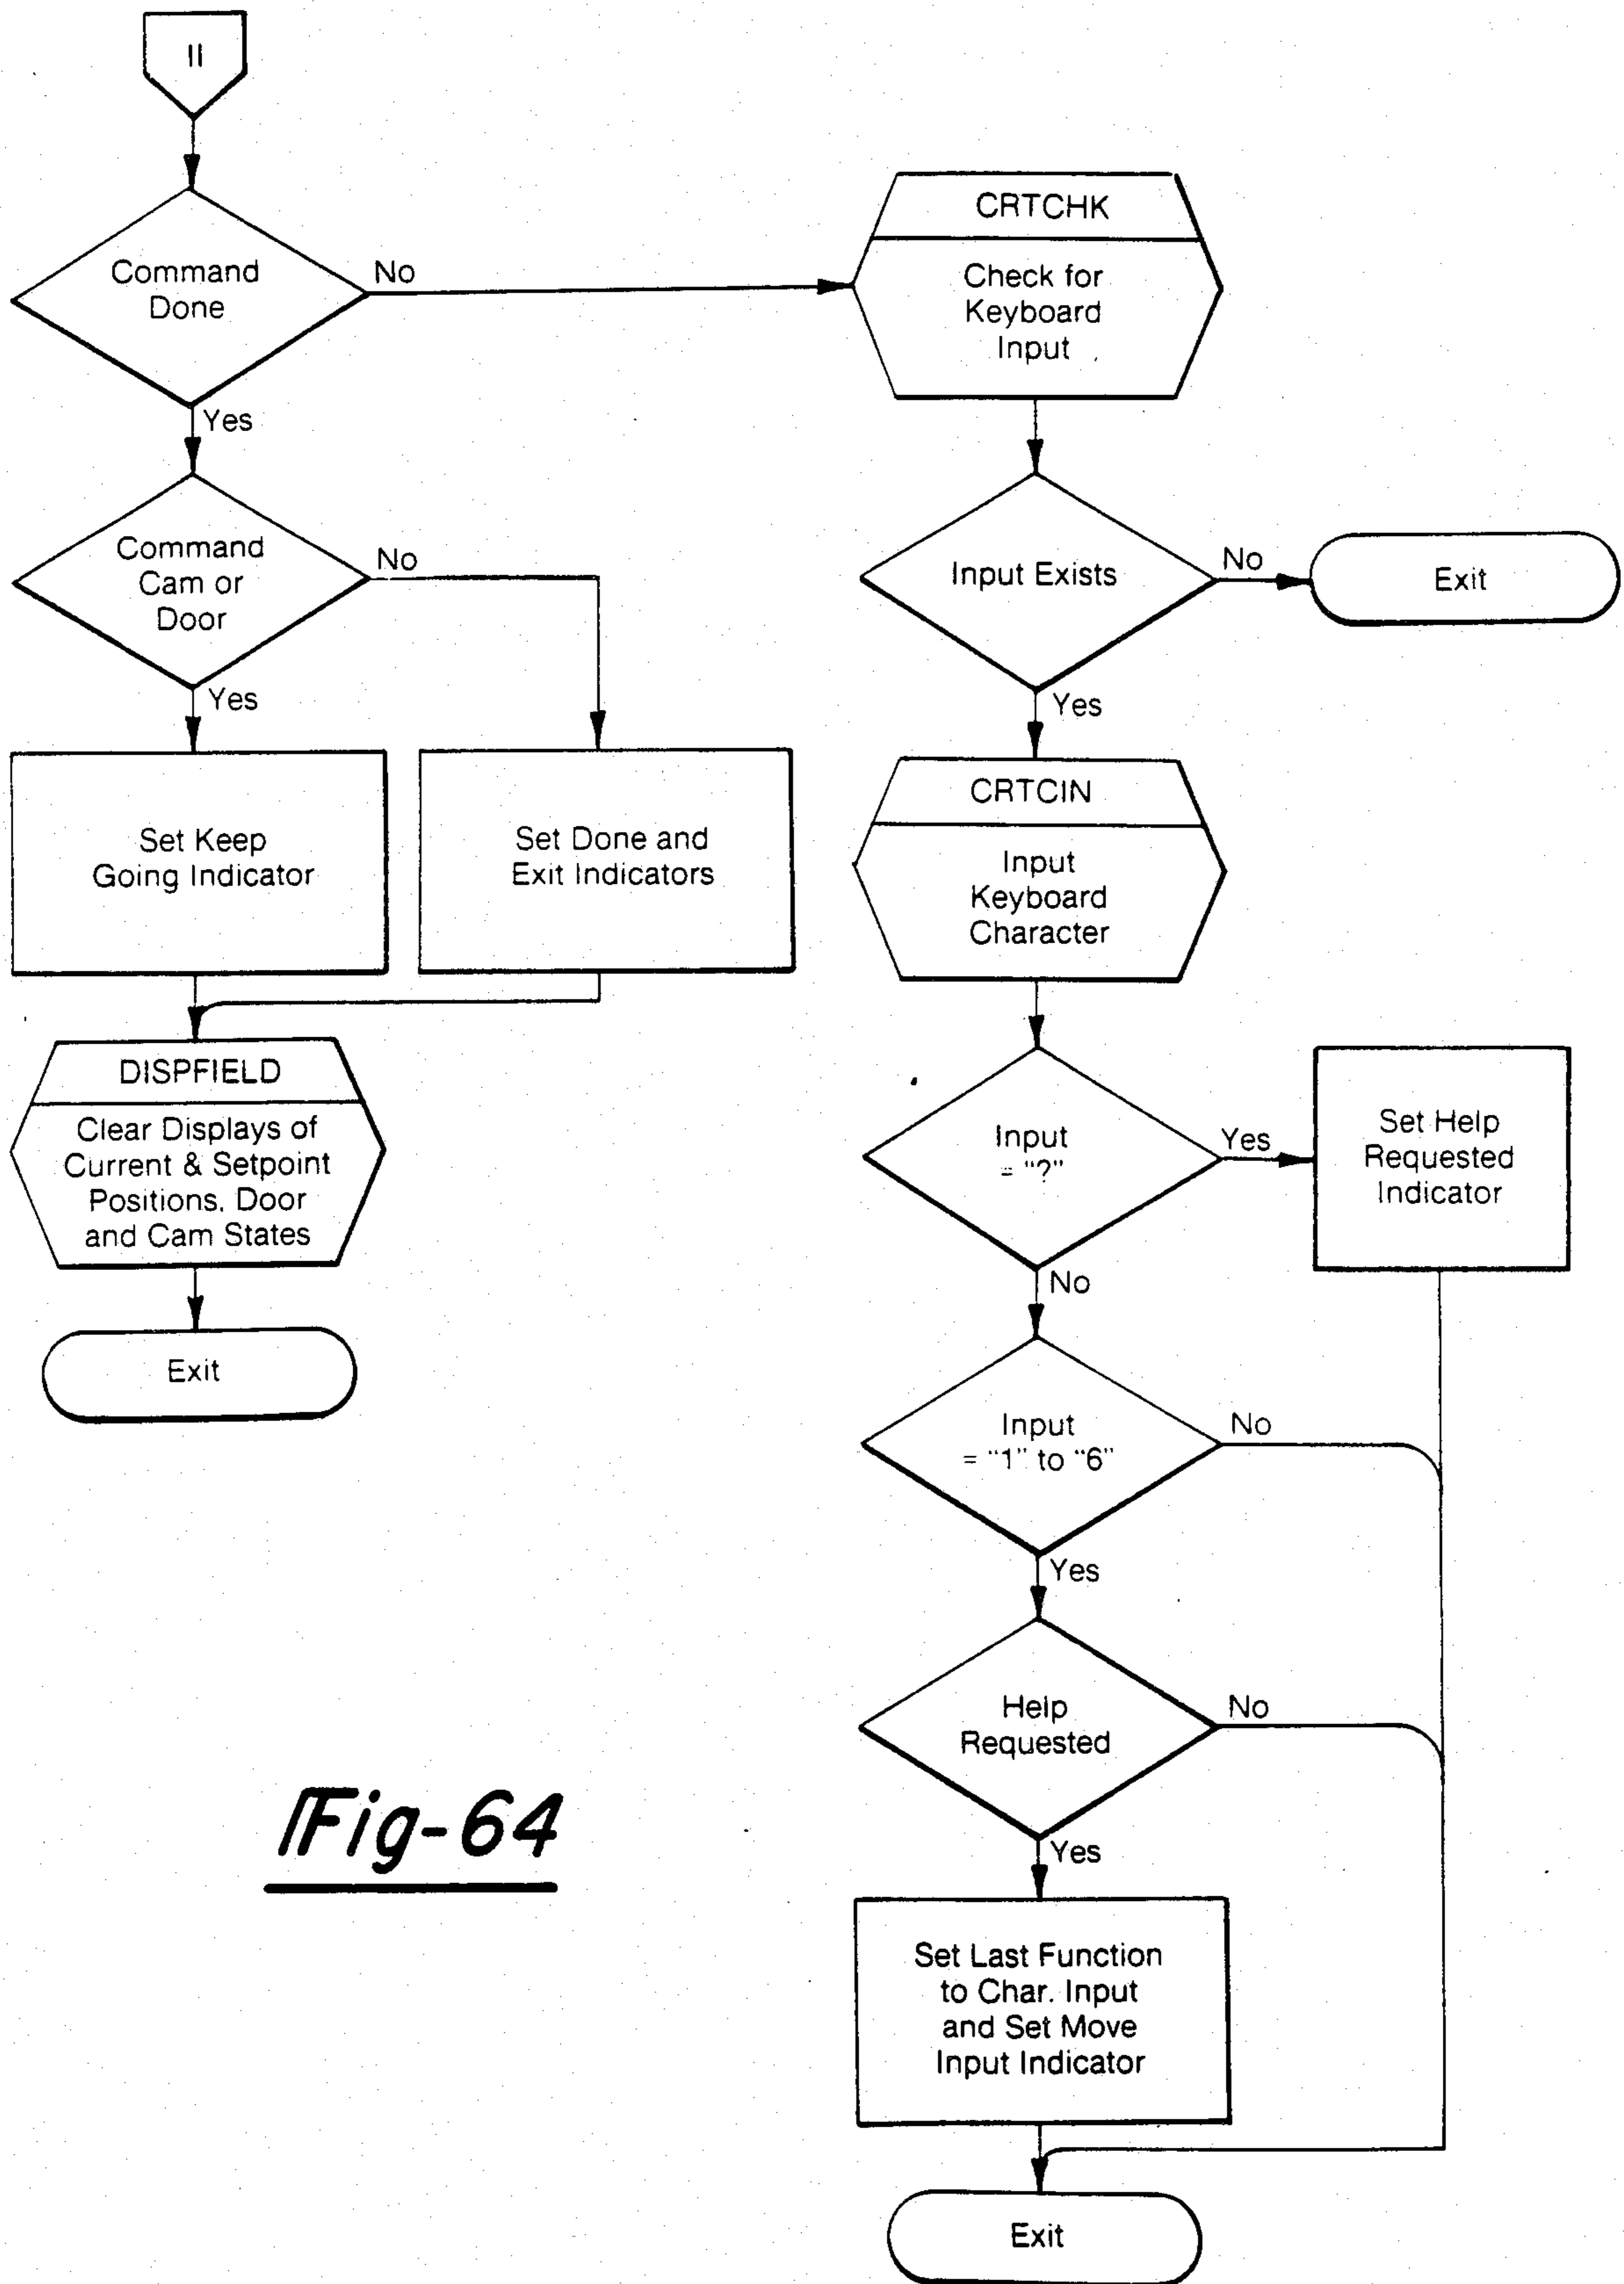 II
Command
Done
No
Yes
Command
Cam or
Door
No
Yes
Set Keep
Going Indicator
Set Done and
Exit Indicators
DISPFIELD
Clear Displays of
Current & Setpoint
Positions, Door
and Cam States
Exit
CRTCHK
Check for
Keyboard
Input
Input Exists
No
Exit
Yes
CRTCIN
Input
Keyboard
Character
Input
= "?"
Yes
Set Help
Requested
Indicator
No
Input
= "1" to "6"
No
Yes
Help
Requested
No
Yes
Set Last Function
to Char. Input
and Set Move
Input Indicator
Exit
Fig-64